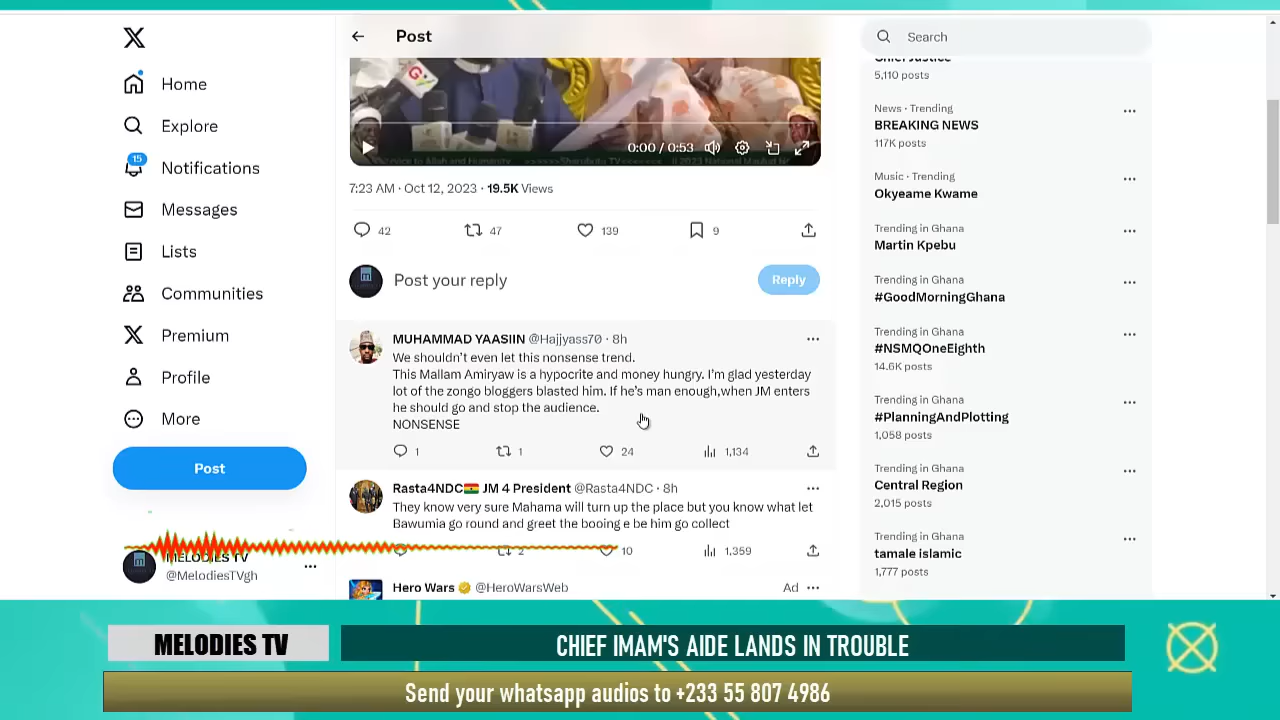 Post
Search
0:00 / 0:53
7:23 AM · Oct 12, 2023 · 19.5K Views
42
47
139
9
Post your reply
Reply
MUHAMMAD YAASIIN @Hajjyass70 · 8h
We shouldn't even let this nonsense trend.
This Mallam Amiryaw is a hypocrite and money hungry. I'm glad yesterday
lot of the zongo bloggers blasted him. If he's man enough,when JM enters
he should go and stop the audience.
NONSENSE
1
1
24
1,134
Rasta4NDC🇬🇭 JM 4 President @Rasta4NDC · 8h
They know very sure Mahama will turn up the place but you know what let
Bawumia go round and greet the booing e be him go collect
2
10
1,359
Hero Wars @HeroWarsWeb
Ad
Home
Explore
15
Notifications
Messages
Lists
Communities
Premium
Profile
More
Post
MELODIES TV
@MelodiesTVgh
Chief Justice
5,110 posts
News · Trending
BREAKING NEWS
117K posts
Music · Trending
Okyeame Kwame
Trending in Ghana
Martin Kpebu
Trending in Ghana
#GoodMorningGhana
Trending in Ghana
#NSMQOneEighth
14.6K posts
Trending in Ghana
#PlanningAndPlotting
1,058 posts
Trending in Ghana
Central Region
2,015 posts
Trending in Ghana
tamale islamic
1,777 posts
MELODIES TV
CHIEF IMAM'S AIDE LANDS IN TROUBLE
Send your whatsapp audios to +233 55 807 4986